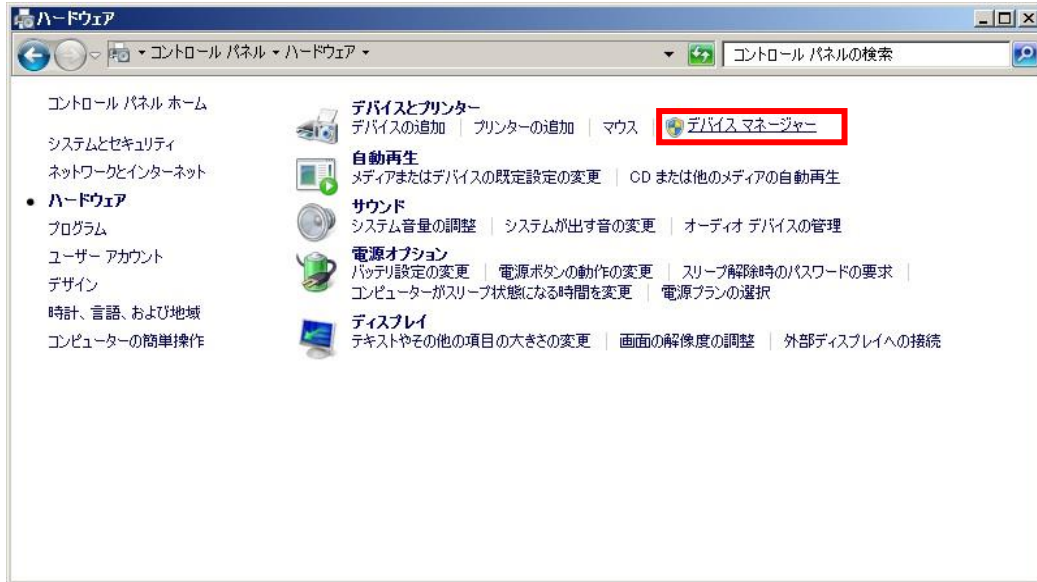 ハードウェア
コントロール パネル ハードウェア
コントロール パネルの検索
コントロール パネル ホーム
システムとセキュリティ
ネットワークとインターネット
ハードウェア
プログラム
ユーザー アカウント
デザイン
時計、言語、および地域
コンピューターの簡単操作
デバイスとプリンター
デバイスの追加 | プリンターの追加 | マウス | デバイス マネージャー
自動再生
メディアまたはデバイスの既定設定の変更 | CD または他のメディアの自動再生
サウンド
システム音量の調整 | システムが出す音の変更 | オーディオ デバイスの管理
電源オプション
バッテリ設定の変更 | 電源ボタンの動作の変更 | スリープ解除時のパスワードの要求 |
コンピューターがスリープ状態になる時間を変更 | 電源プランの選択
ディスプレイ
テキストやその他の項目の大きさの変更 | 画面の解像度の調整 | 外部ディスプレイへの接続